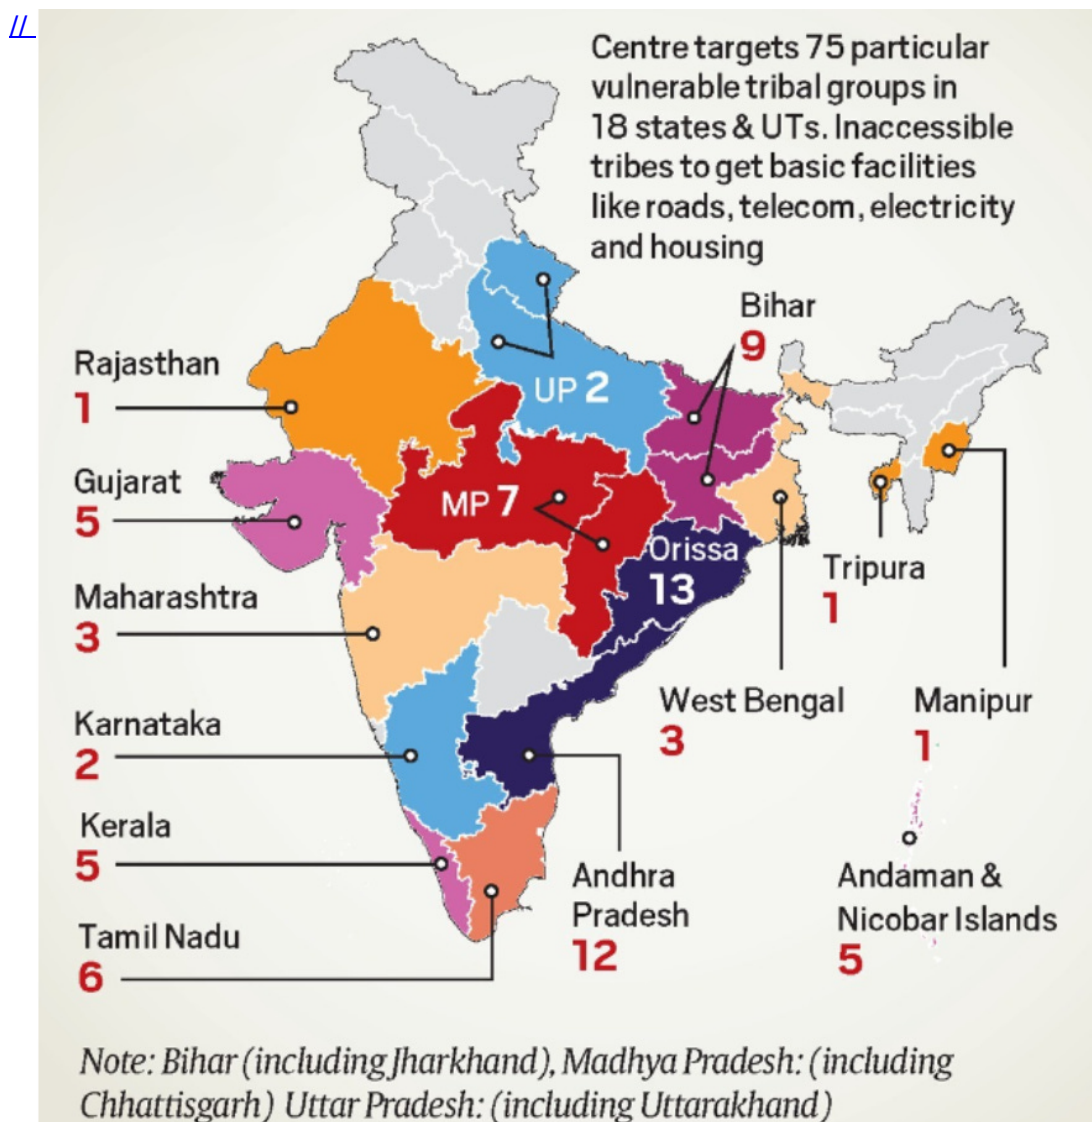 //
Centre targets 75 particular
vulnerable tribal groups in
18 states & UTs. Inaccessible
tribes to get basic facilities
like roads, telecom, electricity
and housing
Bihar
9
Rajasthan
1
UP 2
Gujarat
5
MP 7
Orissa
13
Tripura
1
Maharashtra
3
West Bengal
3
Manipur
1
Karnataka
2
Kerala
5
Andhra
Pradesh
12
Andaman &
Nicobar Islands
5
Tamil Nadu
6
Note: Bihar (including Jharkhand), Madhya Pradesh: (including
Chhattisgarh) Uttar Pradesh: (including Uttarakhand)